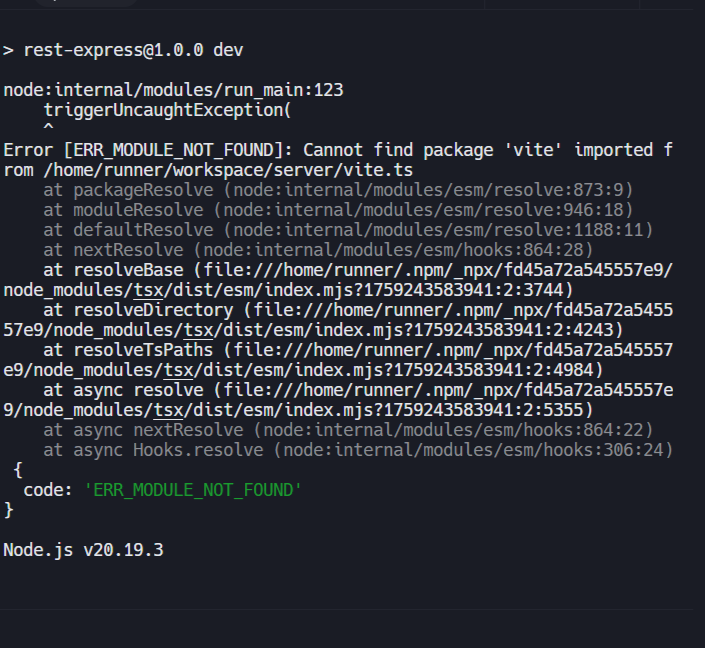 > rest-express@1.0.0 dev
node:internal/modules/run_main:123
    triggerUncaughtException(
    ^
Error [ERR_MODULE_NOT_FOUND]: Cannot find package 'vite' imported f
rom /home/runner/workspace/server/vite.ts
    at packageResolve (node:internal/modules/esm/resolve:873:9)
    at moduleResolve (node:internal/modules/esm/resolve:946:18)
    at defaultResolve (node:internal/modules/esm/resolve:1188:11)
    at nextResolve (node:internal/modules/esm/hooks:864:28)
    at resolveBase (file:///home/runner/.npm/_npx/fd45a72a545557e9/
node_modules/tsx/dist/esm/index.mjs?1759243583941:2:3744)
    at resolveDirectory (file:///home/runner/.npm/_npx/fd45a72a5455
57e9/node_modules/tsx/dist/esm/index.mjs?1759243583941:2:4243)
    at resolveTsPaths (file:///home/runner/.npm/_npx/fd45a72a545557
e9/node_modules/tsx/dist/esm/index.mjs?1759243583941:2:4984)
    at async resolve (file:///home/runner/.npm/_npx/fd45a72a545557e
9/node_modules/tsx/dist/esm/index.mjs?1759243583941:2:5355)
    at async nextResolve (node:internal/modules/esm/hooks:864:22)
    at async Hooks.resolve (node:internal/modules/esm/hooks:306:24)
 {
  code: 'ERR_MODULE_NOT_FOUND'
}
Node.js v20.19.3